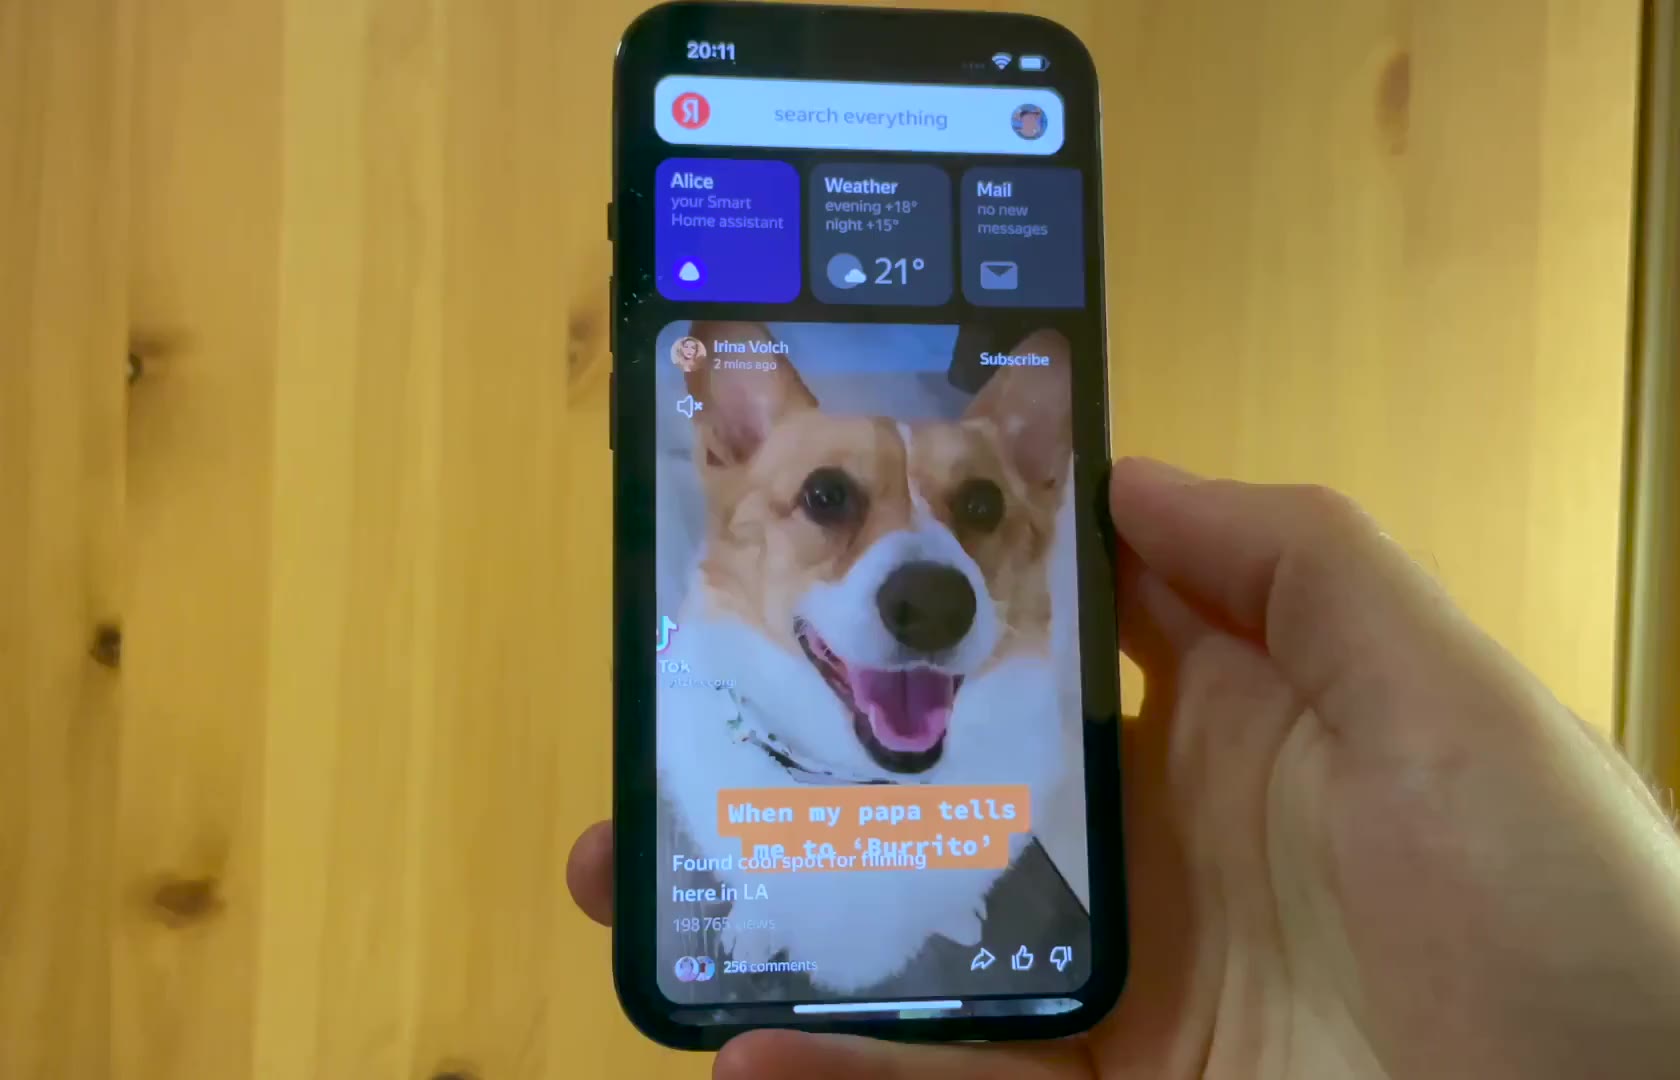 20:11
Я
search everything
Alice
your Smart
Home assistant
Weather
evening +18°
night +15°
21°
Mail
no new
messages
Irina Volch
2 mins ago
Subscribe
Tok
When my papa tells
me to ‘Burrito’
Found cool spot for filming
here in LA
198 765 views
256 comments